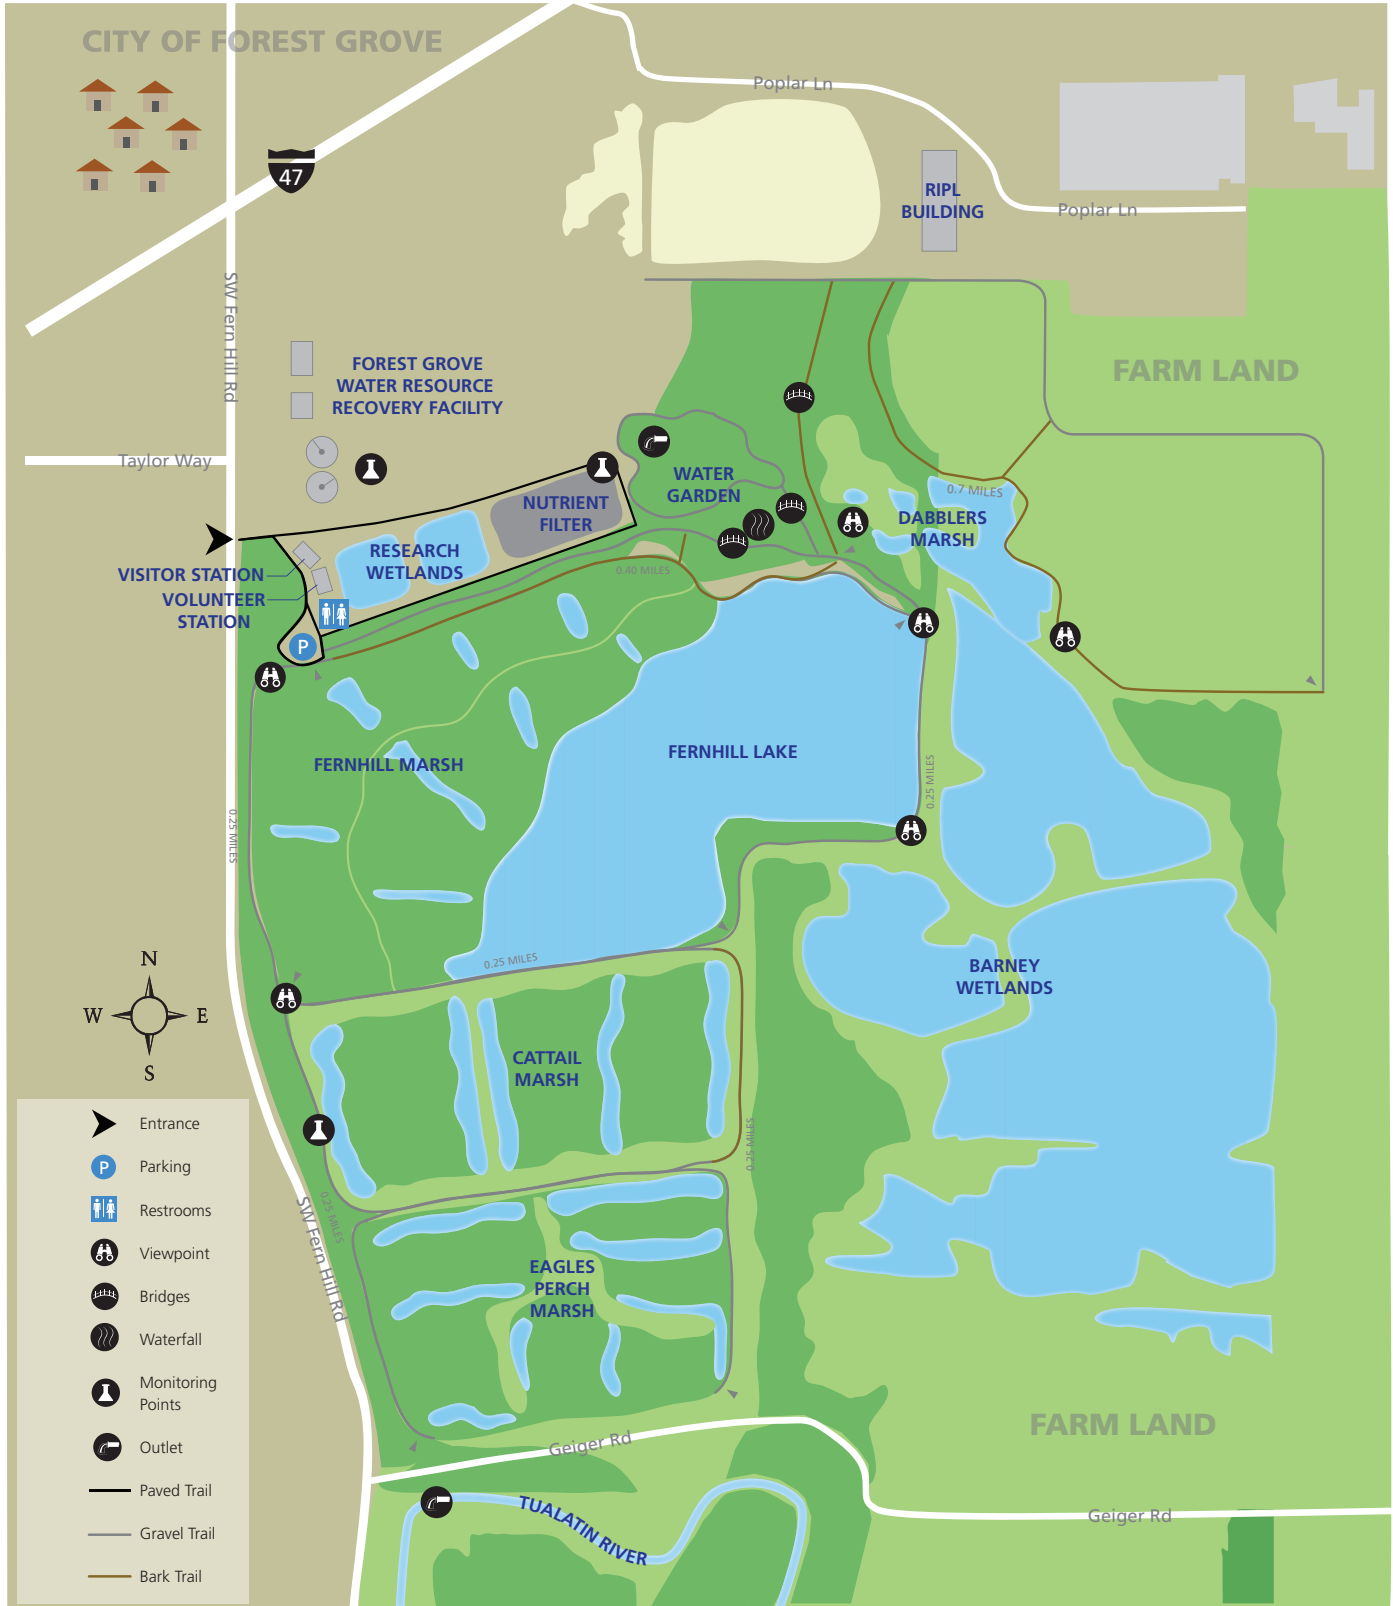 CITY OF FOREST GROVE
47
Poplar Ln
RIPL
BUILDING
Poplar Ln
SW Fern Hill Rd
FOREST GROVE
WATER RESOURCE
RECOVERY FACILITY
FARM LAND
Taylor Way
WATER
GARDEN
NUTRIENT
FILTER
0.7 MILES
DABBLERS
MARSH
RESEARCH
WETLANDS
VISITOR STATION
VOLUNTEER
STATION
0.40 MILES
P
FERNHILL MARSH
FERNHILL LAKE
0.25 MILES
0.25 MILES
0.25 MILES
BARNEY
WETLANDS
N
W
E
S
CATTAIL
MARSH
0.25 MILES
0.25 MILES
SW Fern Hill Rd
EAGLES
PERCH
MARSH
Entrance
P
Parking
Restrooms
Viewpoint
Bridges
Waterfall
Monitoring
Points
Outlet
Paved Trail
Gravel Trail
Bark Trail
FARM LAND
Geiger Rd
Geiger Rd
TUALATIN RIVER